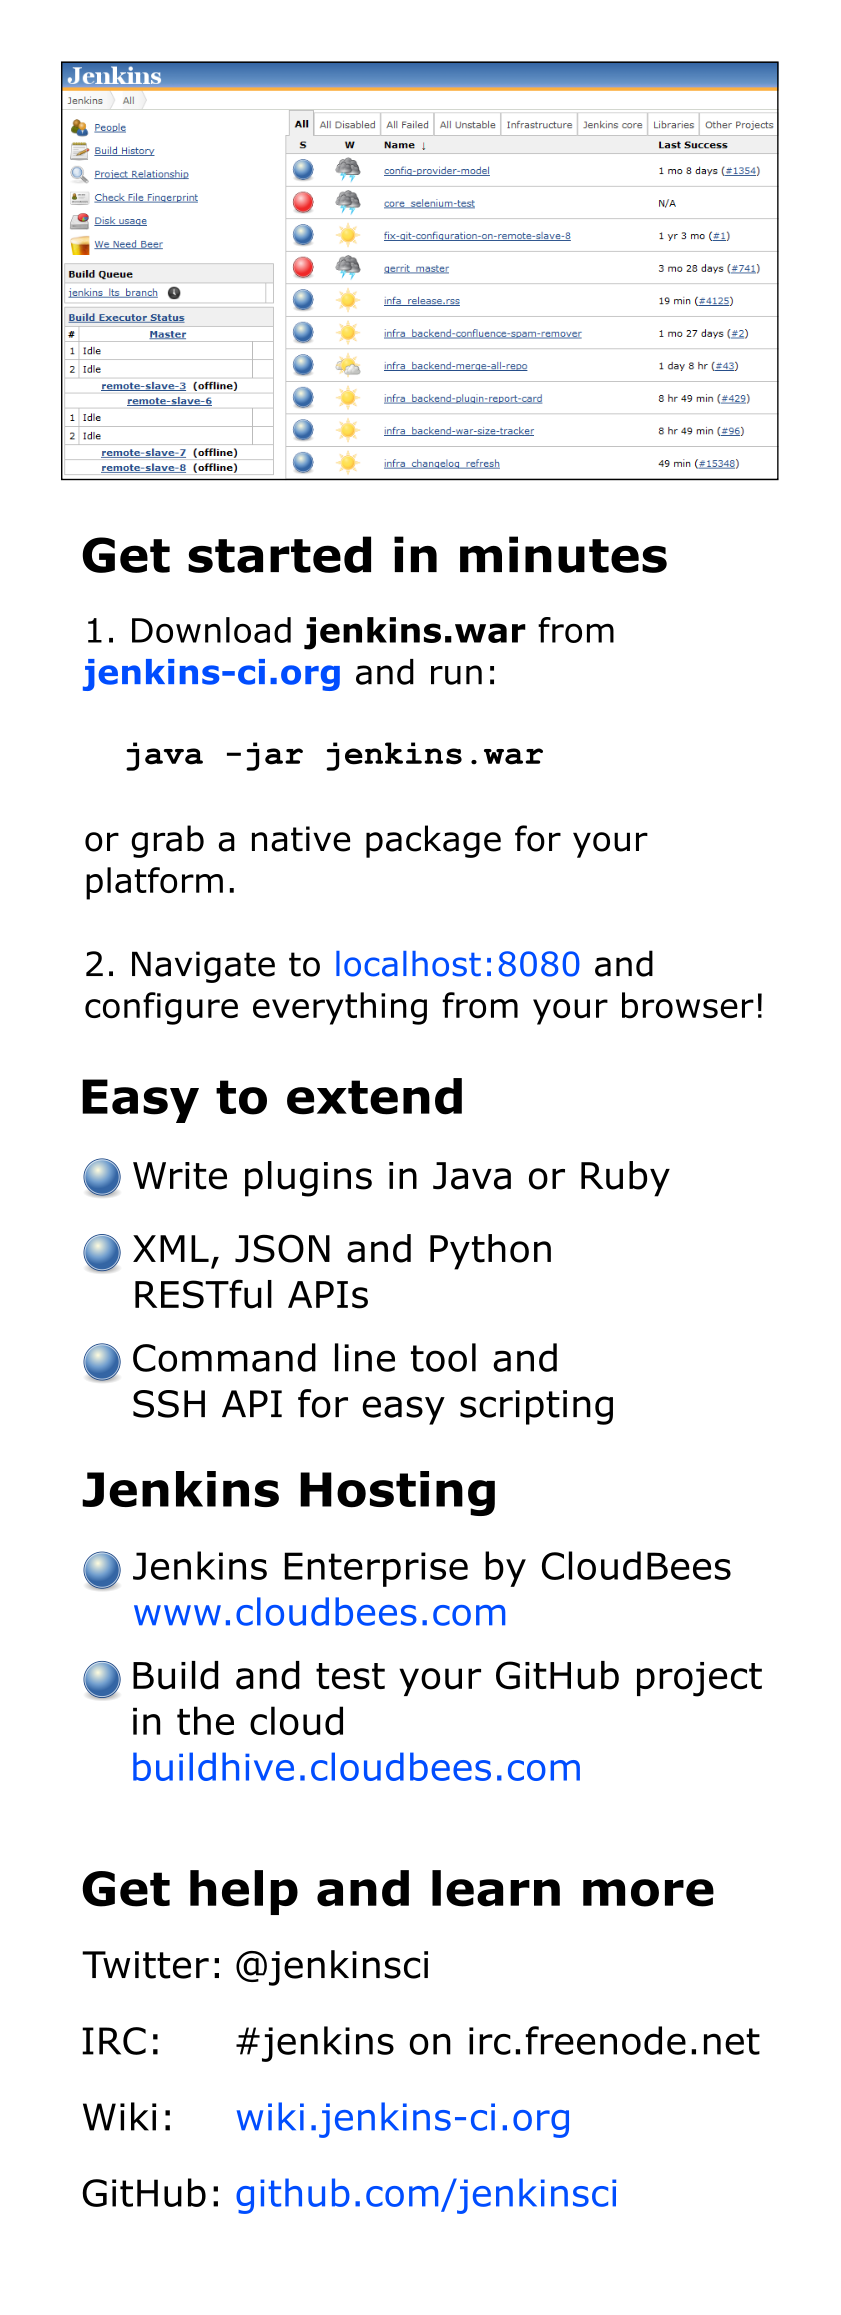 Jenkins
Jenkins All
People
Build History
Project Relationship
Check File Fingerprint
Disk usage
We Need Beer
Build Queue
jenkins_lts_branch
Build Executor Status
# Master
1 Idle
2 Idle
remote-slave-3 (offline)
remote-slave-6
1 Idle
2 Idle
remote-slave-7 (offline)
remote-slave-8 (offline)
All All Disabled All Failed All Unstable Infrastructure Jenkins core Libraries Other Projects
S W Name ↓ Last Success
config-provider-model 1 mo 8 days (#1354)
core_selenium-test N/A
fix-git-configuration-on-remote-slave-8 1 yr 3 mo (#1)
gerrit_master 3 mo 28 days (#741)
infa_release.rss 19 min (#4125)
infra_backend-confluence-spam-remover 1 mo 27 days (#2)
infra_backend-merge-all-repo 1 day 8 hr (#43)
infra_backend-plugin-report-card 8 hr 49 min (#429)
infra_backend-war-size-tracker 8 hr 49 min (#96)
infra_changelog_refresh 49 min (#15348)
Get started in minutes
1. Download jenkins.war from
jenkins-ci.org and run:
java -jar jenkins.war
or grab a native package for your
platform.
2. Navigate to localhost:8080 and
configure everything from your browser!
Easy to extend
Write plugins in Java or Ruby
XML, JSON and Python
RESTful APIs
Command line tool and
SSH API for easy scripting
Jenkins Hosting
Jenkins Enterprise by CloudBees
www.cloudbees.com
Build and test your GitHub project
in the cloud
buildhive.cloudbees.com
Get help and learn more
Twitter: @jenkinsci
IRC: #jenkins on irc.freenode.net
Wiki: wiki.jenkins-ci.org
GitHub: github.com/jenkinsci